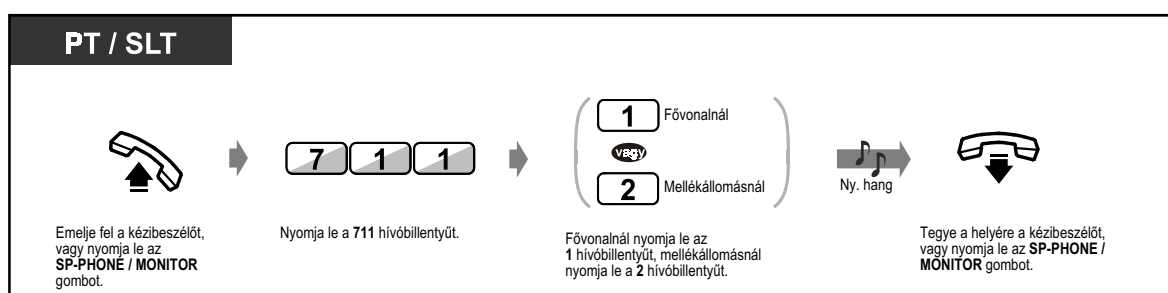 PT / SLT
1 Fővonalnál
vagy
7 1 1
2 Mellékállomásnál
Ny. hang
Emelje fel a kézibeszélőt,
vagy nyomja le az
SP-PHONE / MONITOR
gombot.
Nyomja le a 711 hívóbillentyűt.
Fővonalnál nyomja le az
1 hívóbillentyűt, mellékállomásnál
nyomja le a 2 hívóbillentyűt.
Tegye a helyére a kézibeszélőt,
vagy nyomja le az SP-PHONE /
MONITOR gombot.